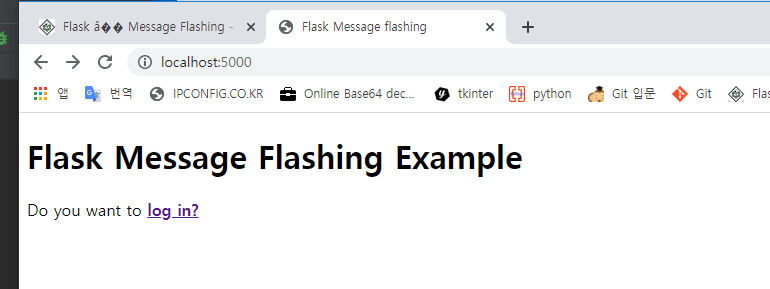 Flask â�� Message Flashing -
Flask Message flashing
localhost:5000
앱 번역 IPCONFIG.CO.KR Online Base64 dec... tkinter python Git 입문 Git Flas
Flask Message Flashing Example
Do you want to log in?